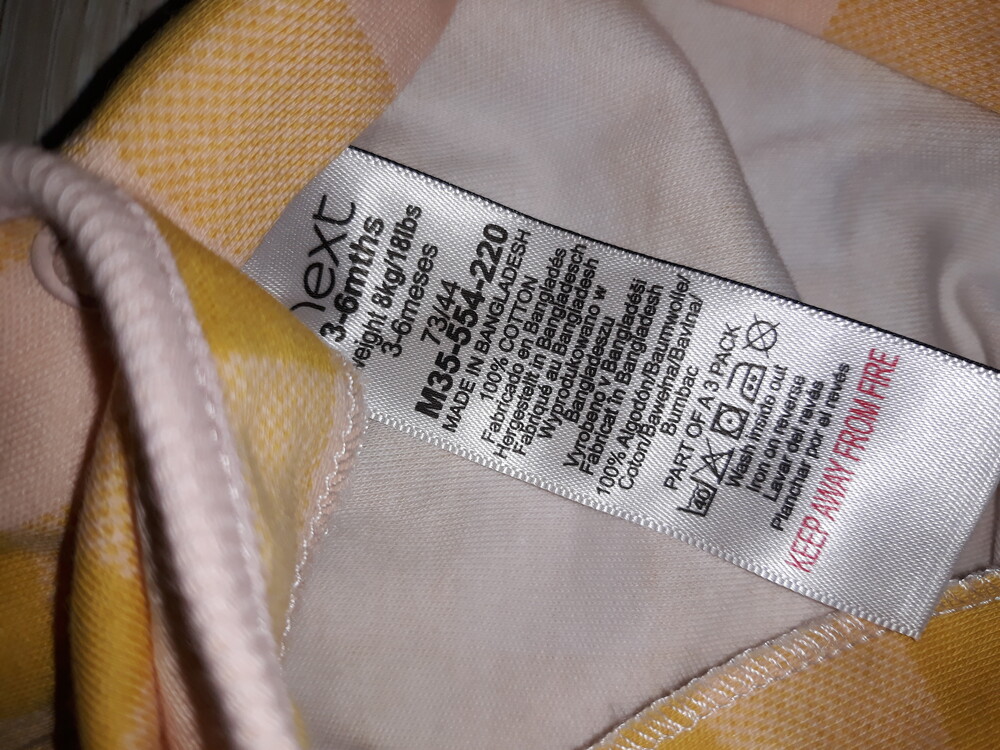 next
3-6mths
weight 8kg/18lbs
3-6meses
73/44
M35-554-220
MADE IN BANGLADESH
100% COTTON
Fabricado en Bangladés
Hergestellt in Bangladesch
Fabriqué au Bangladesh
Wyprodukowano w
Bangladeszu
Vyrobeno v Bangladéši
Fabricat în Bangladesh
100% Algodón/Baumwolle/
Coton/Bawełna/Bavlna/
Bumbac
PART OF A 3 PACK
40
Wash inside out
Iron on reverse
Lavar del revés
Planchar por el revés
KEEP AWAY FROM FIRE